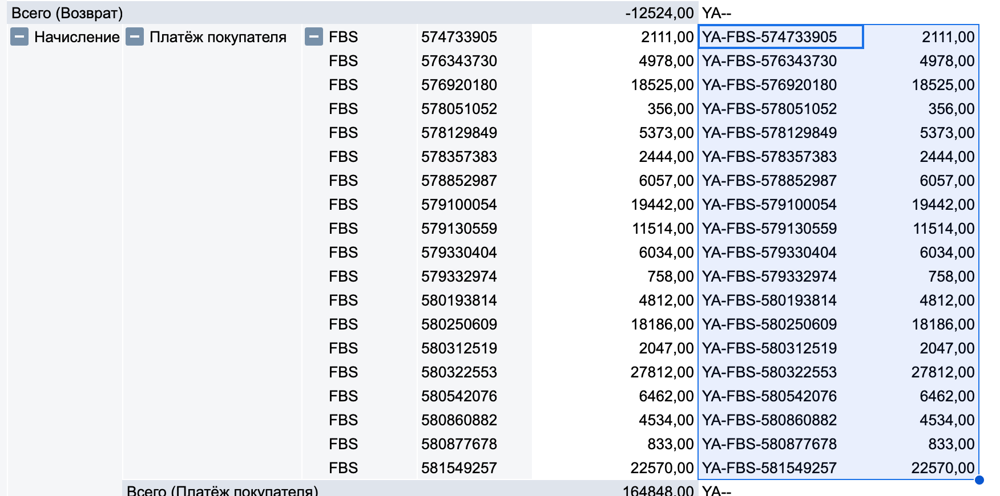 Всего (Возврат) -12524,00 YA--
Начисление Платёж покупателя FBS 574733905 2111,00 YA-FBS-574733905 2111,00
FBS 576343730 4978,00 YA-FBS-576343730 4978,00
FBS 576920180 18525,00 YA-FBS-576920180 18525,00
FBS 578051052 356,00 YA-FBS-578051052 356,00
FBS 578129849 5373,00 YA-FBS-578129849 5373,00
FBS 578357383 2444,00 YA-FBS-578357383 2444,00
FBS 578852987 6057,00 YA-FBS-578852987 6057,00
FBS 579100054 19442,00 YA-FBS-579100054 19442,00
FBS 579130559 11514,00 YA-FBS-579130559 11514,00
FBS 579330404 6034,00 YA-FBS-579330404 6034,00
FBS 579332974 758,00 YA-FBS-579332974 758,00
FBS 580193814 4812,00 YA-FBS-580193814 4812,00
FBS 580250609 18186,00 YA-FBS-580250609 18186,00
FBS 580312519 2047,00 YA-FBS-580312519 2047,00
FBS 580322553 27812,00 YA-FBS-580322553 27812,00
FBS 580542076 6462,00 YA-FBS-580542076 6462,00
FBS 580860882 4534,00 YA-FBS-580860882 4534,00
FBS 580877678 833,00 YA-FBS-580877678 833,00
FBS 581549257 22570,00 YA-FBS-581549257 22570,00
Всего (Платёж покупателя) 164848,00 YA--